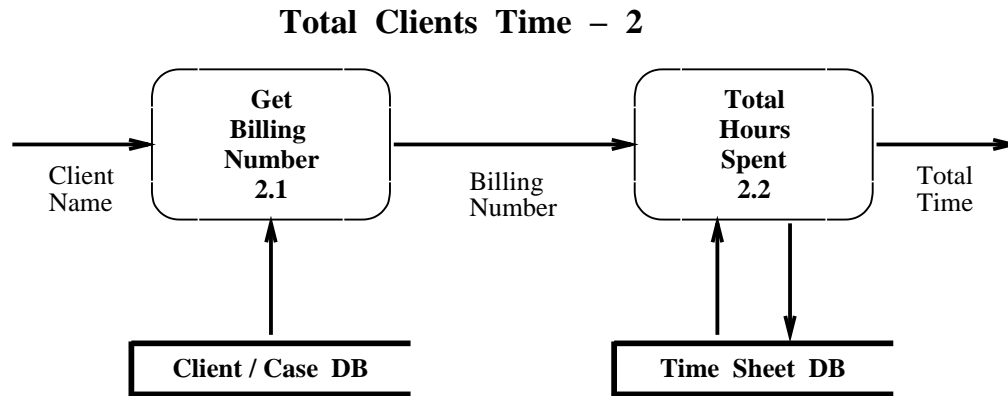 Total Clients Time – 2
Get
Billing
Number
2.1
Total
Hours
Spent
2.2
Client
Name
Billing
Number
Total
Time
Client / Case DB
Time Sheet DB